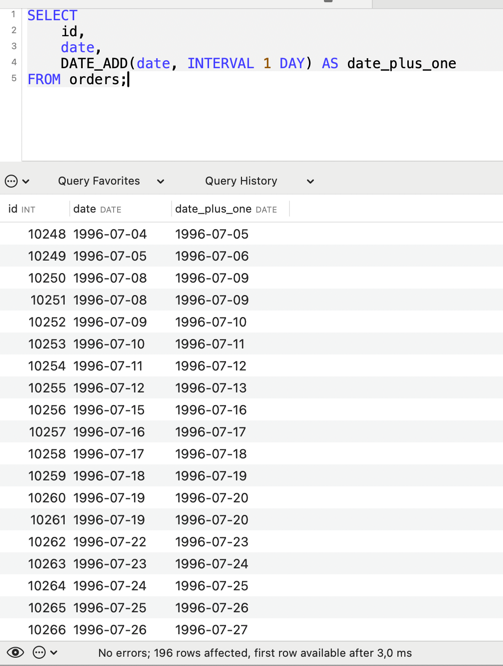 1 SELECT
2 id,
3 date,
4 DATE_ADD(date, INTERVAL 1 DAY) AS date_plus_one
5 FROM orders;
Query Favorites Query History
id INT date DATE date_plus_one DATE
10248 1996-07-04 1996-07-05
10249 1996-07-05 1996-07-06
10250 1996-07-08 1996-07-09
10251 1996-07-08 1996-07-09
10252 1996-07-09 1996-07-10
10253 1996-07-10 1996-07-11
10254 1996-07-11 1996-07-12
10255 1996-07-12 1996-07-13
10256 1996-07-15 1996-07-16
10257 1996-07-16 1996-07-17
10258 1996-07-17 1996-07-18
10259 1996-07-18 1996-07-19
10260 1996-07-19 1996-07-20
10261 1996-07-19 1996-07-20
10262 1996-07-22 1996-07-23
10263 1996-07-23 1996-07-24
10264 1996-07-24 1996-07-25
10265 1996-07-25 1996-07-26
10266 1996-07-26 1996-07-27
No errors; 196 rows affected, first row available after 3,0 ms